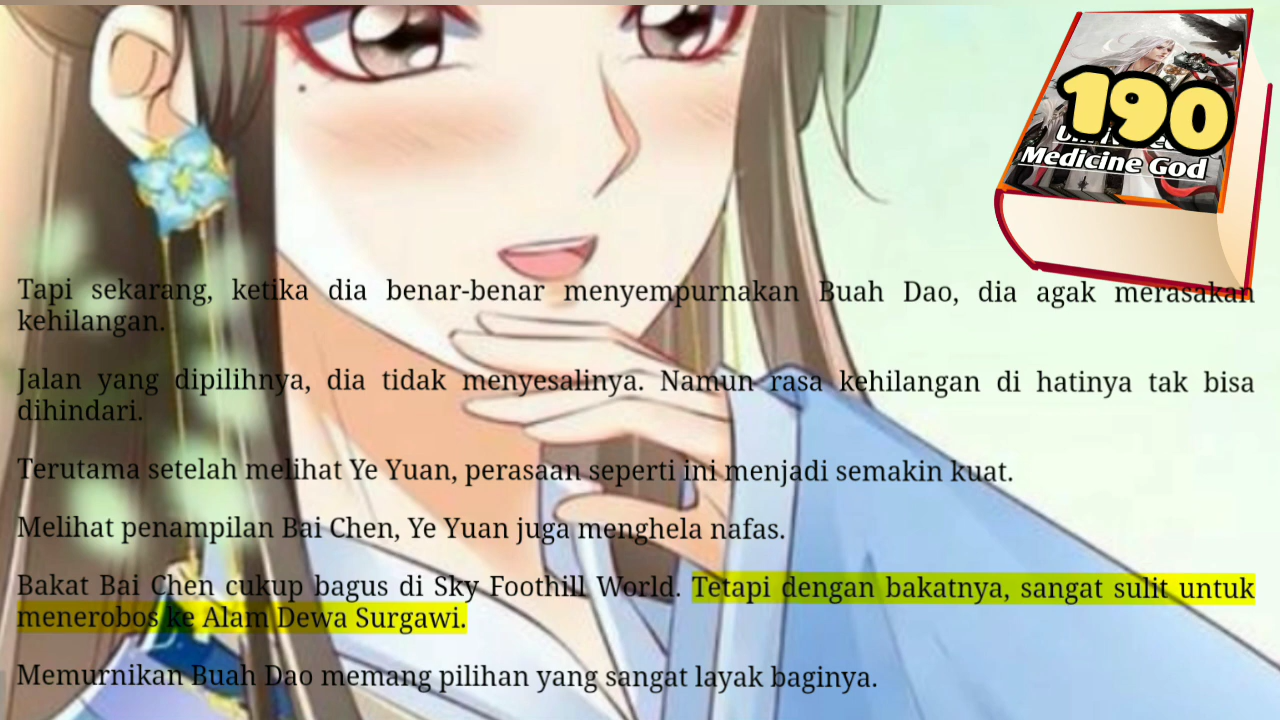 190
Medicine God
Tapi sekarang, ketika dia benar-benar menyempurnakan Buah Dao, dia agak merasakan
kehilangan.
Jalan yang dipilihnya, dia tidak menyesalinya. Namun rasa kehilangan di hatinya tak bisa
dihindari.
Terutama setelah melihat Ye Yuan, perasaan seperti ini menjadi semakin kuat.
Melihat penampilan Bai Chen, Ye Yuan juga menghela nafas.
Bakat Bai Chen cukup bagus di Sky Foothill World. Tetapi dengan bakatnya, sangat sulit untuk
menerobos ke Alam Dewa Surgawi.
Memurnikan Buah Dao memang pilihan yang sangat layak baginya.